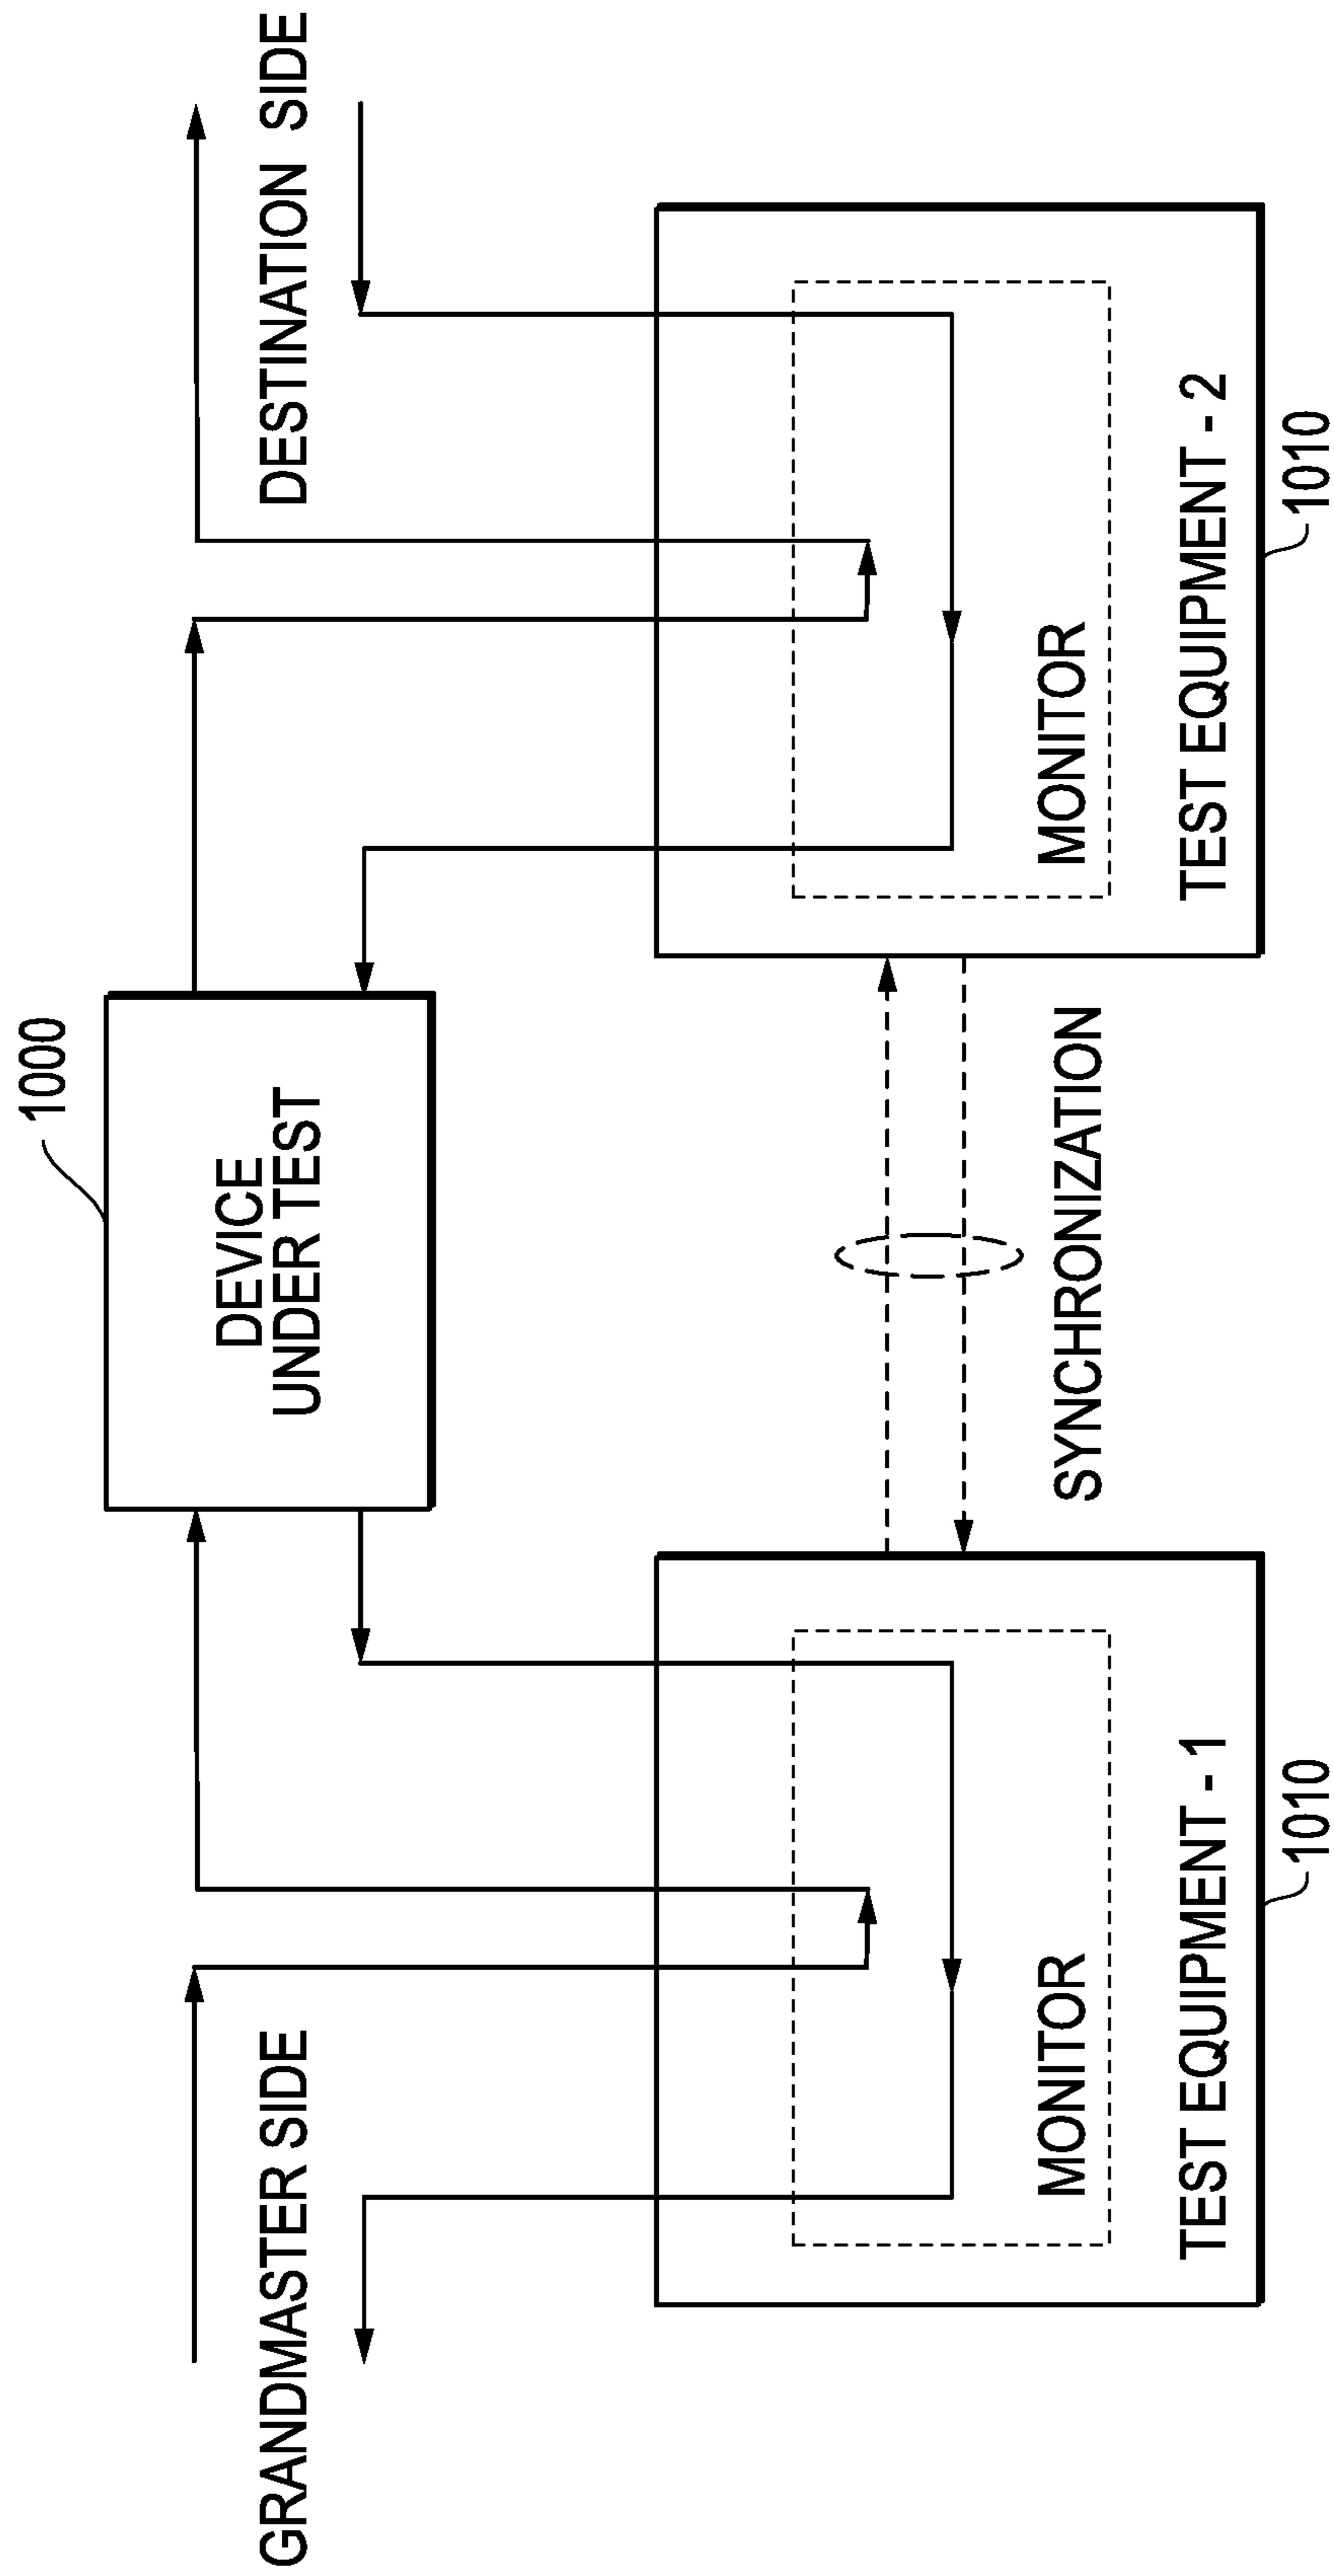 1000
DEVICE
UNDER TEST
GRANDMASTER SIDE
DESTINATION SIDE
MONITOR
TEST EQUIPMENT - 1
1010
SYNCHRONIZATION
MONITOR
TEST EQUIPMENT - 2
1010